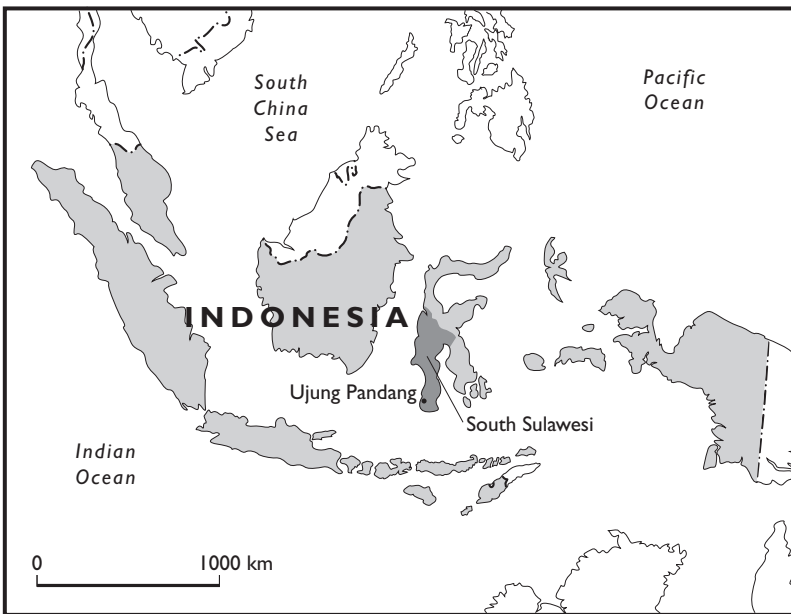 South
China
Sea
Pacific
Ocean
INDONESIA
Ujung Pandang
South Sulawesi
Indian
Ocean
0 1000 km